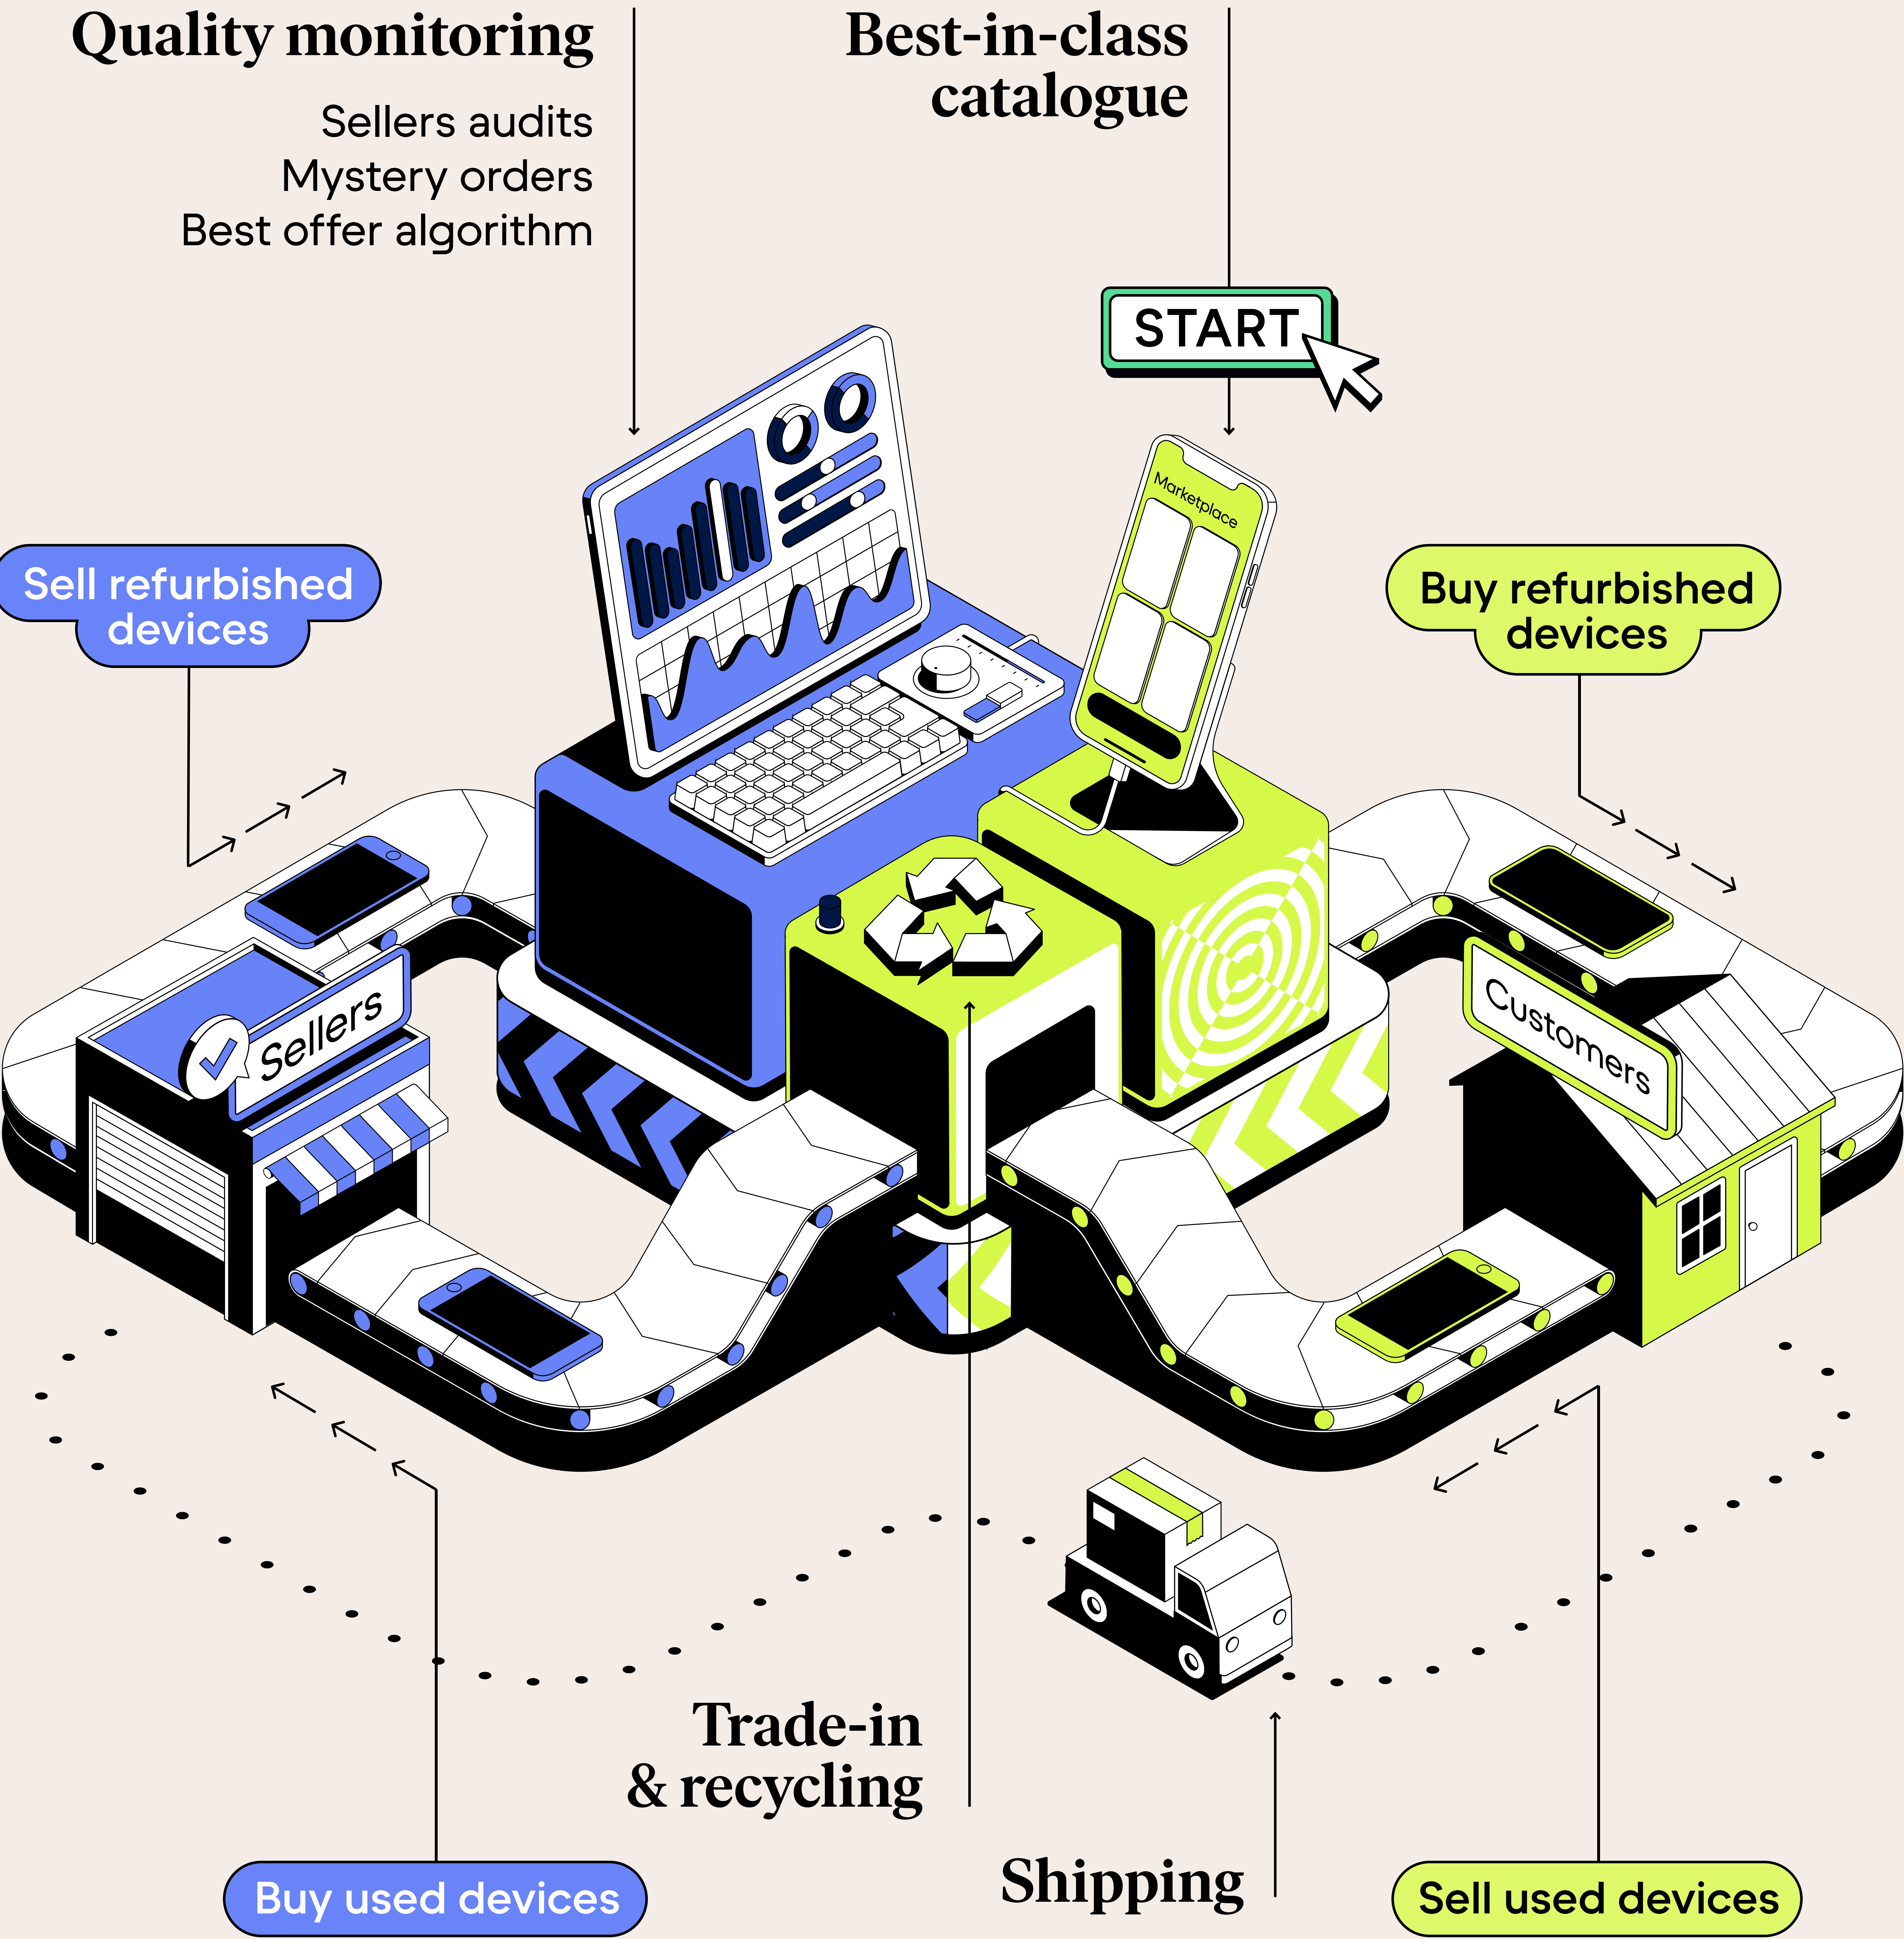 Quality monitoring
Sellers audits
Mystery orders
Best offer algorithm
Best-in-class
catalogue
START
Marketplace
Sell refurbished
devices
Buy refurbished
devices
Sellers
Customers
Trade-in
& recycling
Shipping
Buy used devices
Sell used devices